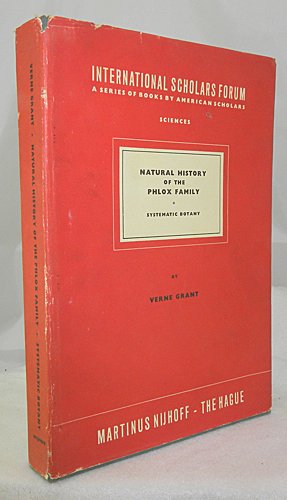 INTERNATIONAL SCHOLARS FORUM
A SERIES OF BOOKS BY AMERICAN SCHOLARS
SCIENCES
NATURAL HISTORY
OF THE
PHLOX FAMILY
*
SYSTEMATIC BOTANY
BY
VERNE GRANT
MARTINUS NIJHOFF - THE HAGUE
VERNE GRANT - NATURAL HISTORY OF THE PHLOX FAMILY - SYSTEMATIC BOTANY